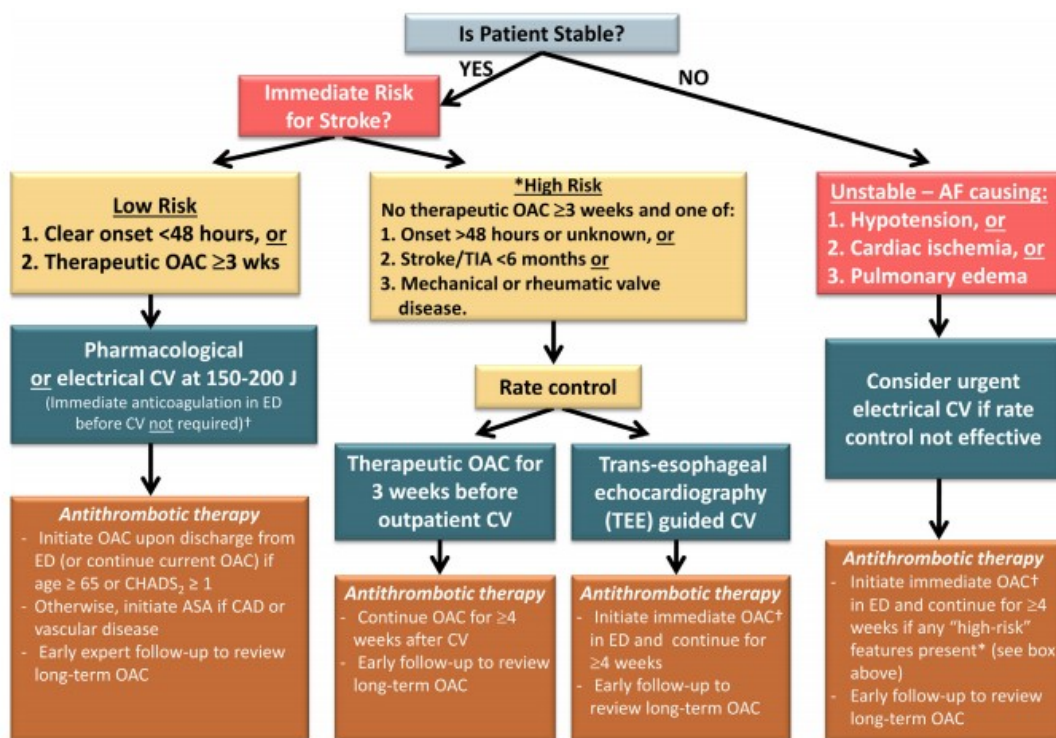 Is Patient Stable?
YES
NO
Immediate Risk
for Stroke?
Low Risk
1. Clear onset <48 hours, or
2. Therapeutic OAC ≥3 wks
*High Risk
No therapeutic OAC ≥3 weeks and one of:
1. Onset >48 hours or unknown, or
2. Stroke/TIA <6 months or
3. Mechanical or rheumatic valve
disease.
Unstable – AF causing:
1. Hypotension, or
2. Cardiac ischemia, or
3. Pulmonary edema
Pharmacological
or electrical CV at 150-200 J
(Immediate anticoagulation in ED
before CV not required)†
Rate control
Consider urgent
electrical CV if rate
control not effective
Therapeutic OAC for
3 weeks before
outpatient CV
Trans-esophageal
echocardiography
(TEE) guided CV
Antithrombotic therapy
- Initiate OAC upon discharge from
ED (or continue current OAC) if
age ≥ 65 or CHADS₂ ≥ 1
- Otherwise, initiate ASA if CAD or
vascular disease
- Early expert follow-up to review
long-term OAC
Antithrombotic therapy
- Continue OAC for ≥4
weeks after CV
- Early follow-up to review
long-term OAC
Antithrombotic therapy
- Initiate immediate OAC†
in ED and continue for
≥4 weeks
- Early follow-up to
review long-term OAC
Antithrombotic therapy
- Initiate immediate OAC†
in ED and continue for ≥4
weeks if any “high-risk”
features present* (see box
above)
- Early follow-up to review
long-term OAC